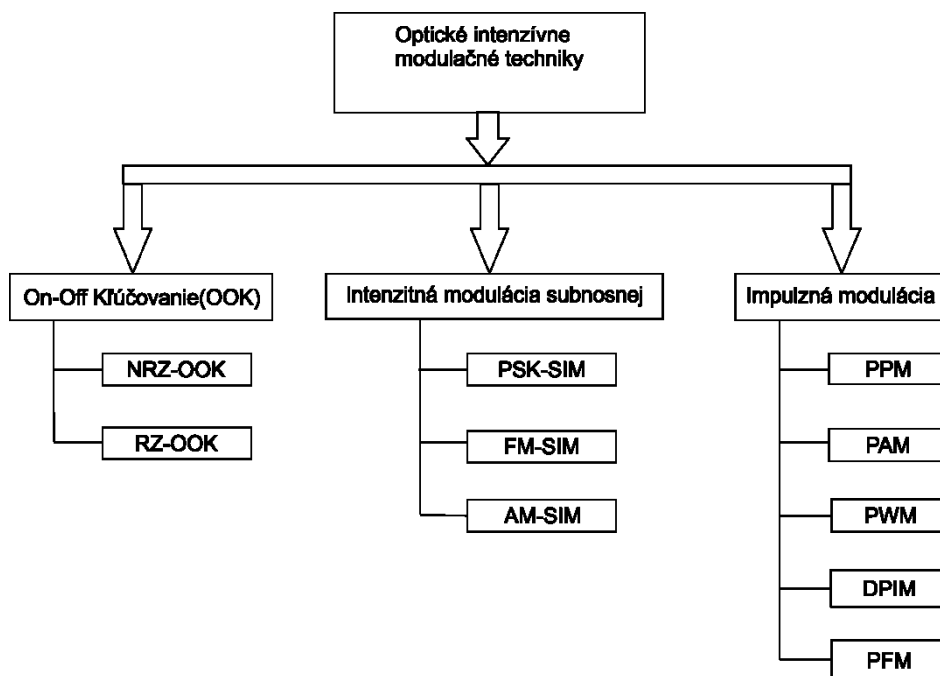 Optické intenzívne
modulačné techniky
On-Off Kľúčovanie(OOK)
NRZ-OOK
RZ-OOK
Intenzitná modulácia subnosnej
PSK-SIM
FM-SIM
AM-SIM
Impulzná modulácia
PPM
PAM
PWM
DPIM
PFM